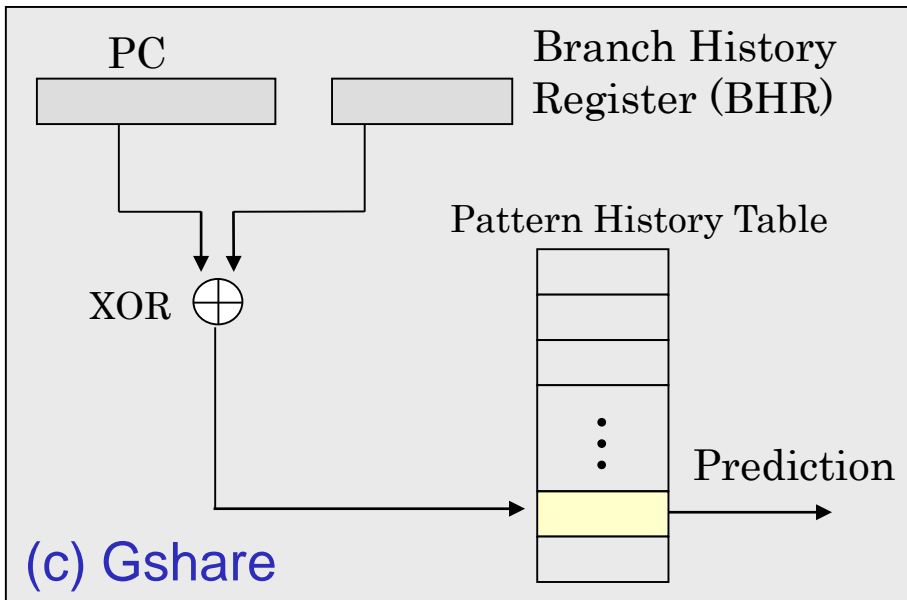 PC
Branch History
Register (BHR)
Pattern History Table
XOR
Prediction
(c) Gshare